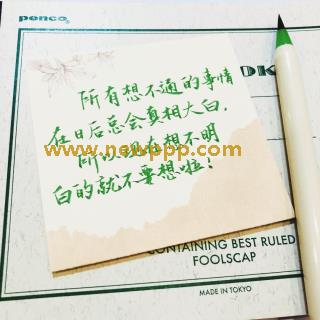 penco
DK
所有想不通的事情
在日后总会真相大白,
所以现在想不明
白的就不要想啦!
www.newppp.com
CONTAINING BEST RULED
FOOLSCAP
MADE IN TOKYO